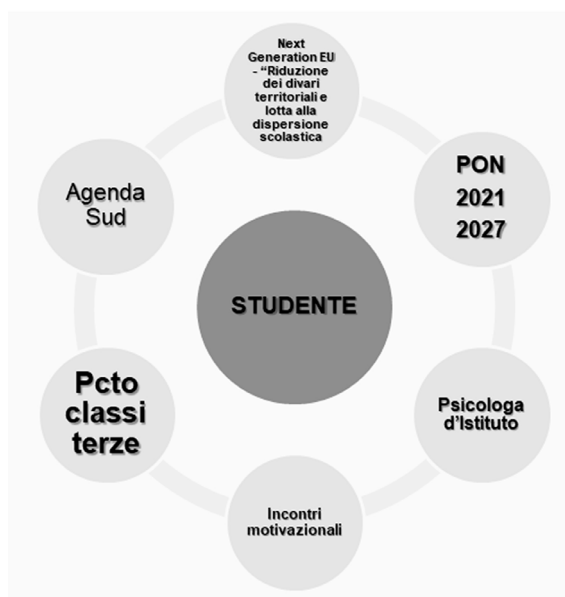 Next
Generation EU
- “Riduzione
dei divari
territoriali e
lotta alla
dispersione
scolastica
PON
2021
2027
Psicologa
d’Istituto
Incontri
motivazionali
Pcto
classi
terze
Agenda
Sud
STUDENTE